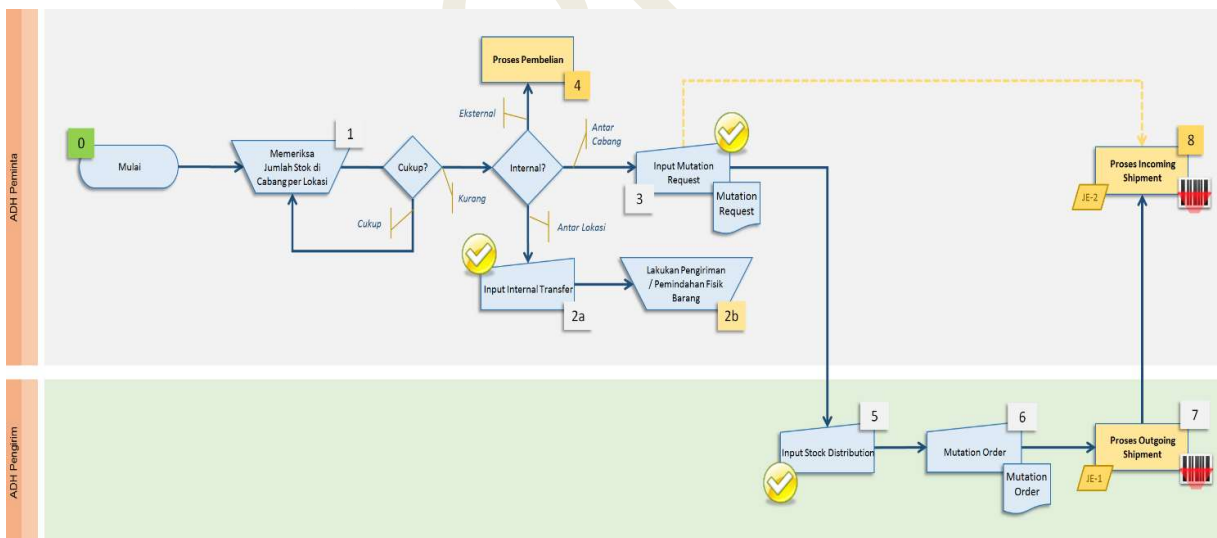 ADH Peminta
0
Mulai
1
Memeriksa
Jumlah Stok di
Cabang per Lokasi
Cukup?
Cukup
Kurang
Internal?
Eksternal
Proses Pembelian
4
Antar
Cabang
Antar Lokasi
Input Internal Transfer
2a
Lakukan Pengiriman
/ Pemindahan Fisik
Barang
2b
Input Mutation
Request
3
Mutation
Request
8
Proses Incoming
Shipment
JE-2
ADH Pengirim
5
Input Stock Distribution
6
Mutation Order
Mutation
Order
7
Proses Outgoing
Shipment
JE-1